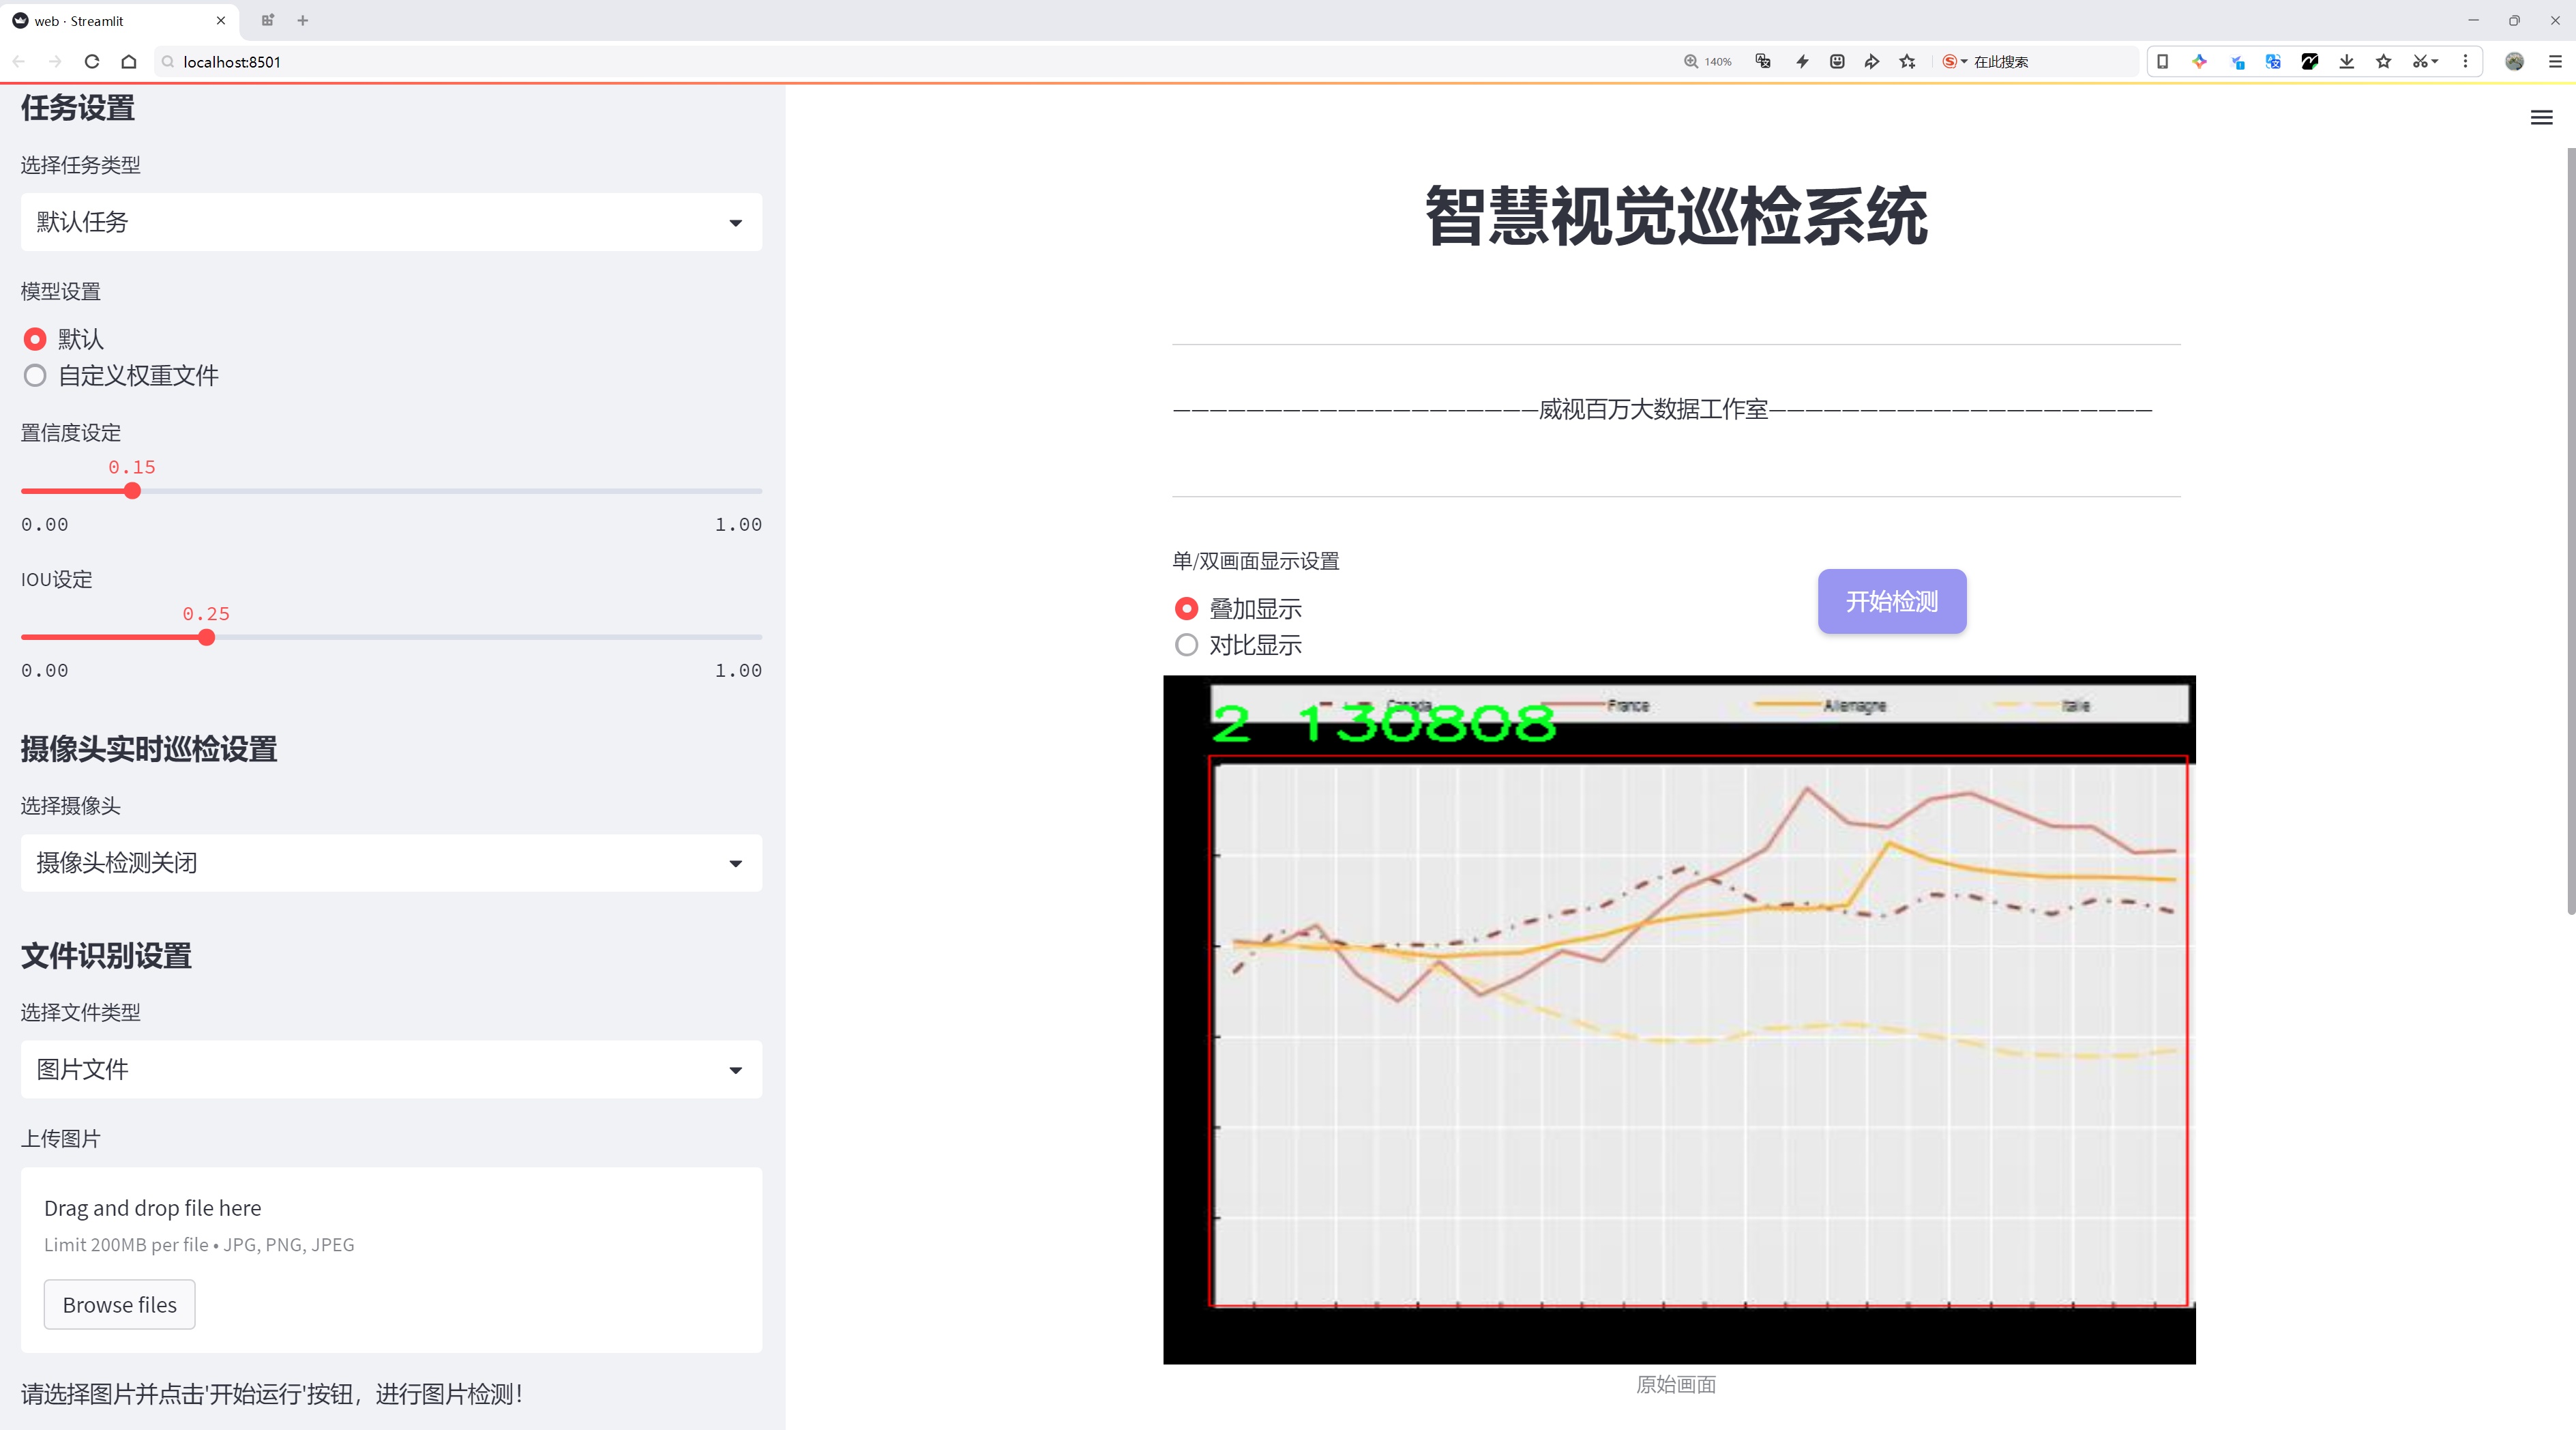 web · Streamlit
localhost:8501
140%
在此搜索
任务设置
选择任务类型
默认任务
模型设置
默认
自定义权重文件
置信度设定
0.15
0.00
1.00
IOU设定
0.25
0.00
1.00
摄像头实时巡检设置
选择摄像头
摄像头检测关闭
文件识别设置
选择文件类型
图片文件
上传图片
Drag and drop file here
Limit 200MB per file • JPG, PNG, JPEG
Browse files
请选择图片并点击'开始运行'按钮，进行图片检测！
智慧视觉巡检系统
————————————————————威视百万大数据工作室—————————————————————
单/双画面显示设置
叠加显示
对比显示
开始检测
Canada
France
Allemagne
Italie
2 130808
原始画面